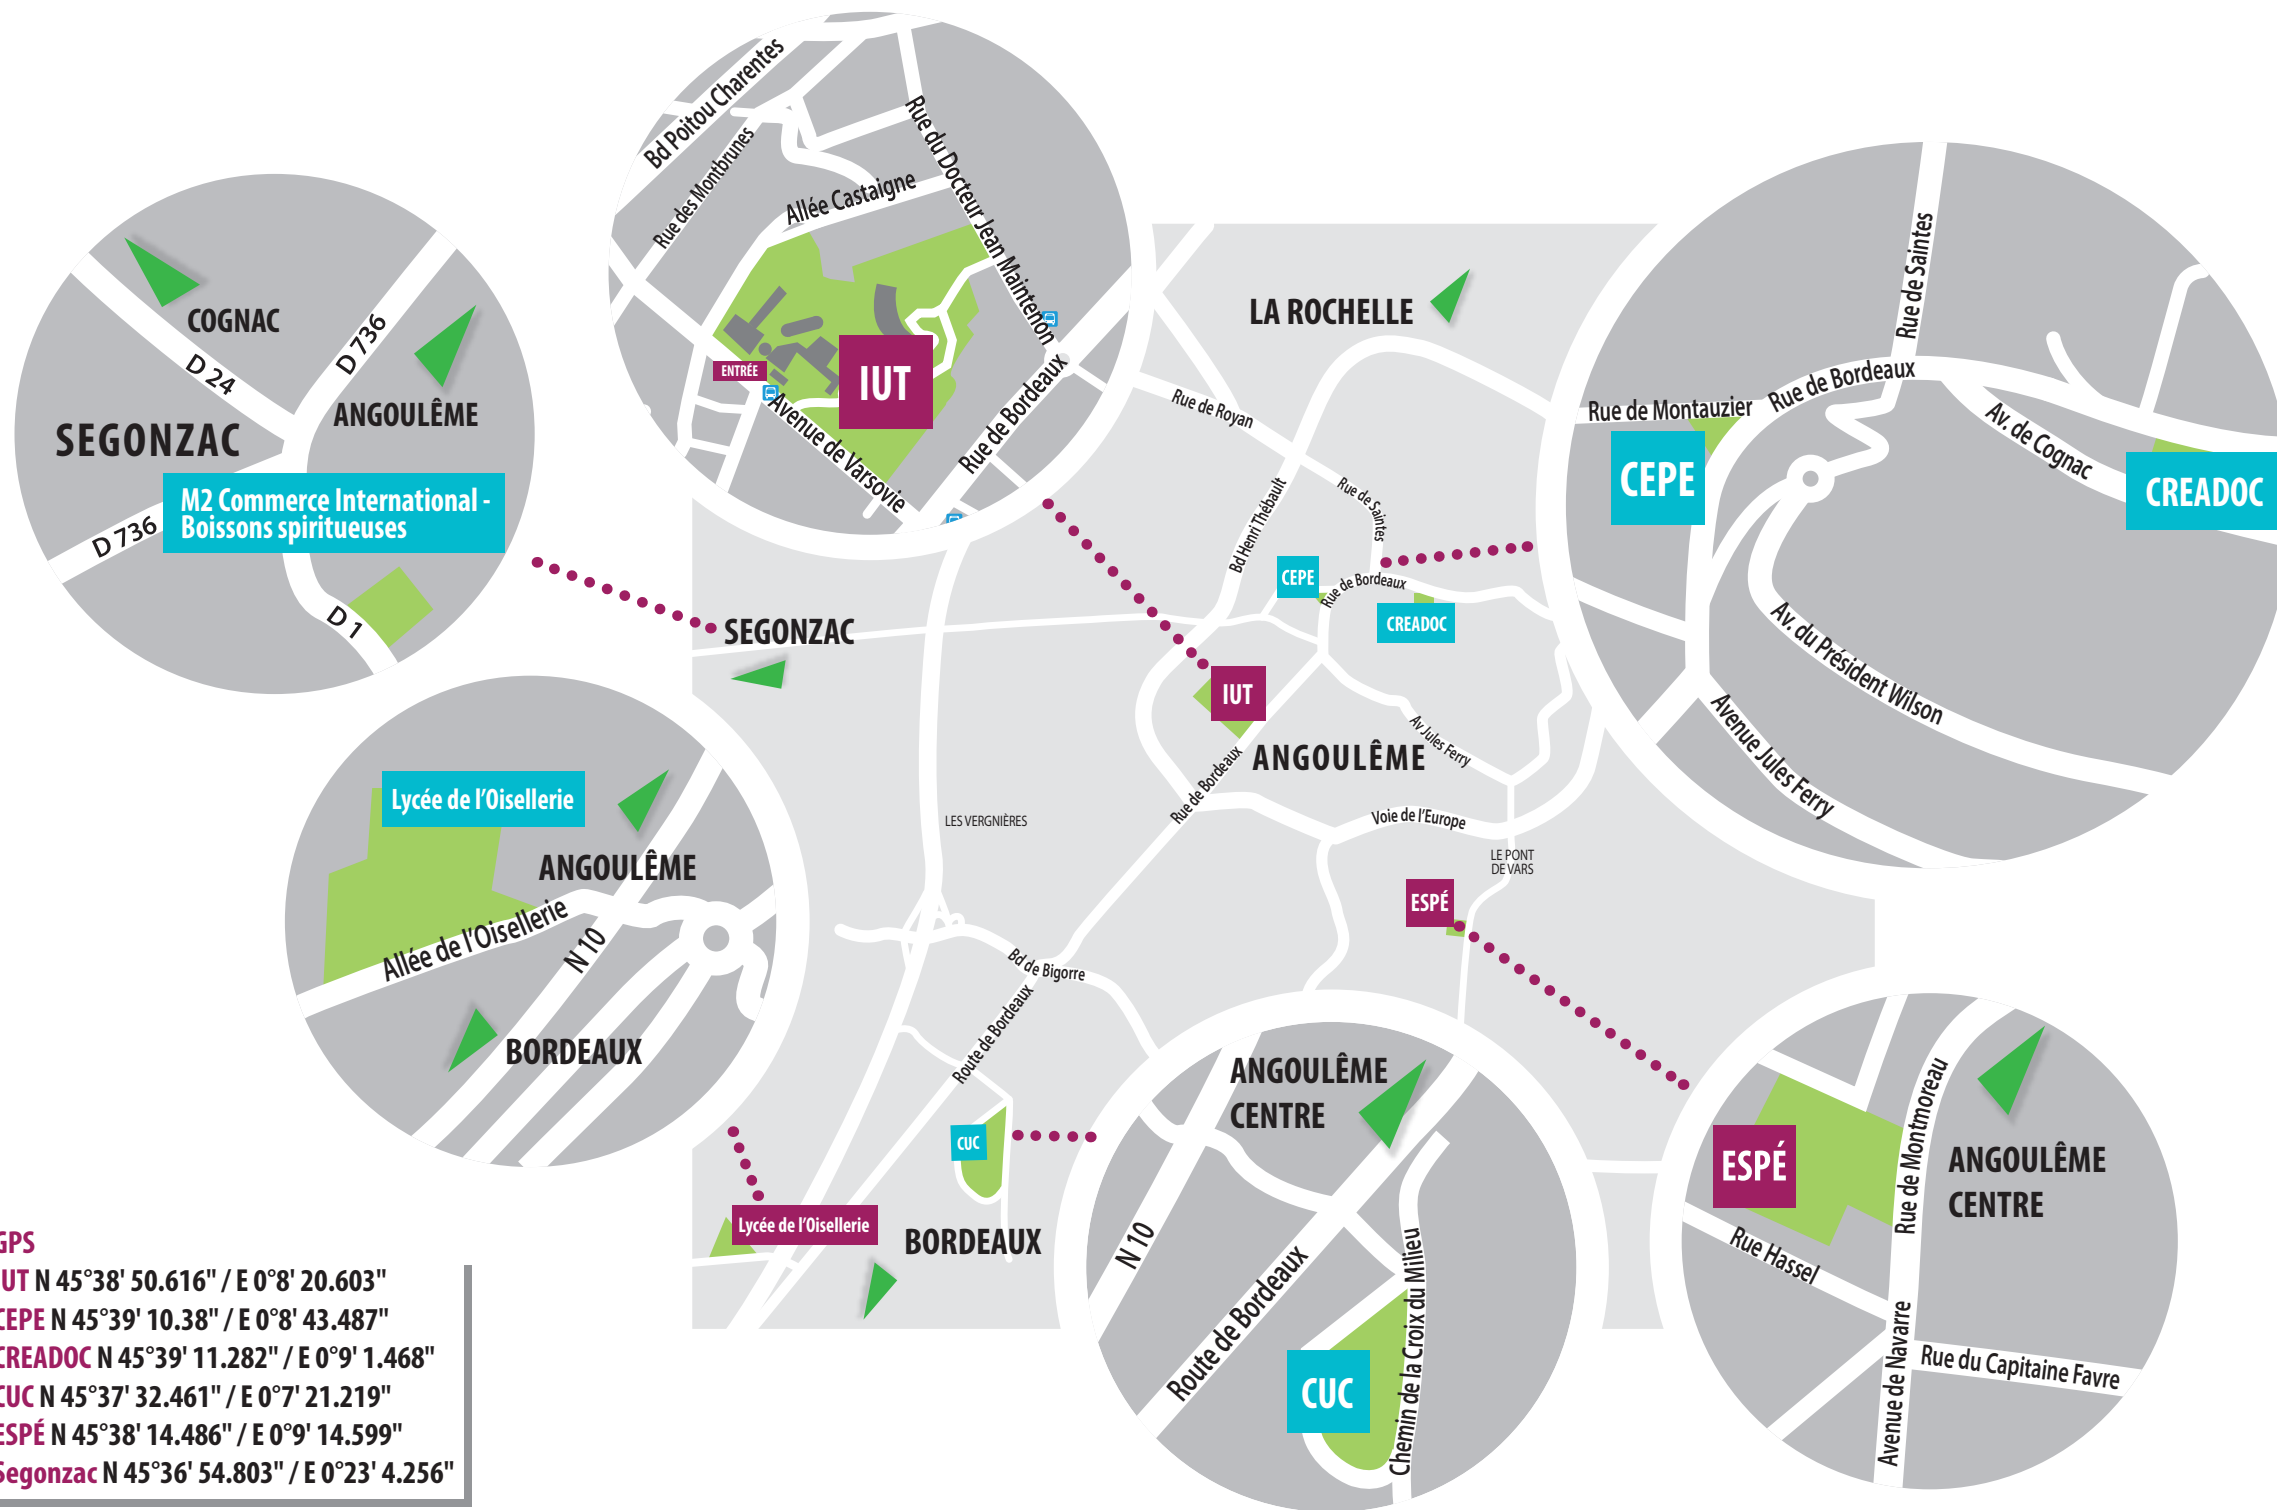 Bd Poitou Charentes
Rue des Montbrunes
Rue du Docteur Jean Maintenon
Allée Castaigne
ENTRÉE
IUT
Avenue de Varsovie
Rue de Bordeaux
COGNAC
D 24
D 736
ANGOULÊME
SEGONZAC
M2 Commerce International -
Boissons spiritueuses
D 736
D 1
LA ROCHELLE
Rue de Royan
Rue de Saintes
Bd Henri Thébault
CEPE
Rue de Bordeaux
CREADOC
SEGONZAC
IUT
ANGOULÊME
Av Jules Ferry
Rue de Bordeaux
Voie de l'Europe
LES VERGNIÈRES
LE PONT
DE VARS
ESPÉ
Bd de Bigorre
Route de Bordeaux
CUC
Lycée de l'Oisellerie
BORDEAUX
Rue de Saintes
Rue de Montauzier
Rue de Bordeaux
CEPE
Av. de Cognac
CREADOC
Av. du Président Wilson
Avenue Jules Ferry
Lycée de l'Oisellerie
ANGOULÊME
Allée de l'Oisellerie
N 10
BORDEAUX
ANGOULÊME
CENTRE
N 10
Route de Bordeaux
Chemin de la Croix du Milieu
CUC
ESPÉ
Rue de Montmoreau
ANGOULÊME
CENTRE
Rue Hassel
Avenue de Navarre
Rue du Capitaine Favre
GPS
IUT N 45°38' 50.616" / E 0°8' 20.603"
CEPE N 45°39' 10.38" / E 0°8' 43.487"
CREADOC N 45°39' 11.282" / E 0°9' 1.468"
CUC N 45°37' 32.461" / E 0°7' 21.219"
ESPÉ N 45°38' 14.486" / E 0°9' 14.599"
Segonzac N 45°36' 54.803" / E 0°23' 4.256"